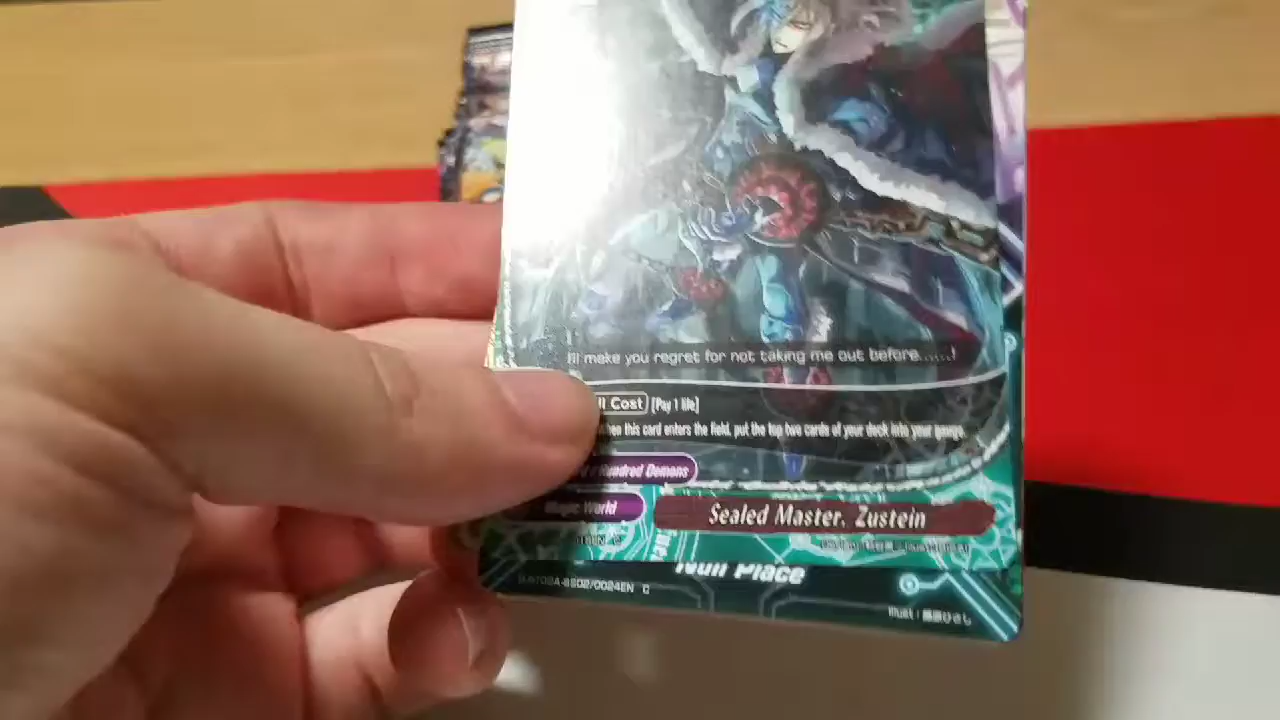 I'll make you regret for not taking me out before......!
ll Cost [Pay 1 life]
hen this card enters the field, put the top two cards of your deck into your gauge.
Hundred Demons
Magic World
Sealed Master, Zustein
Null Place
C
Illust :